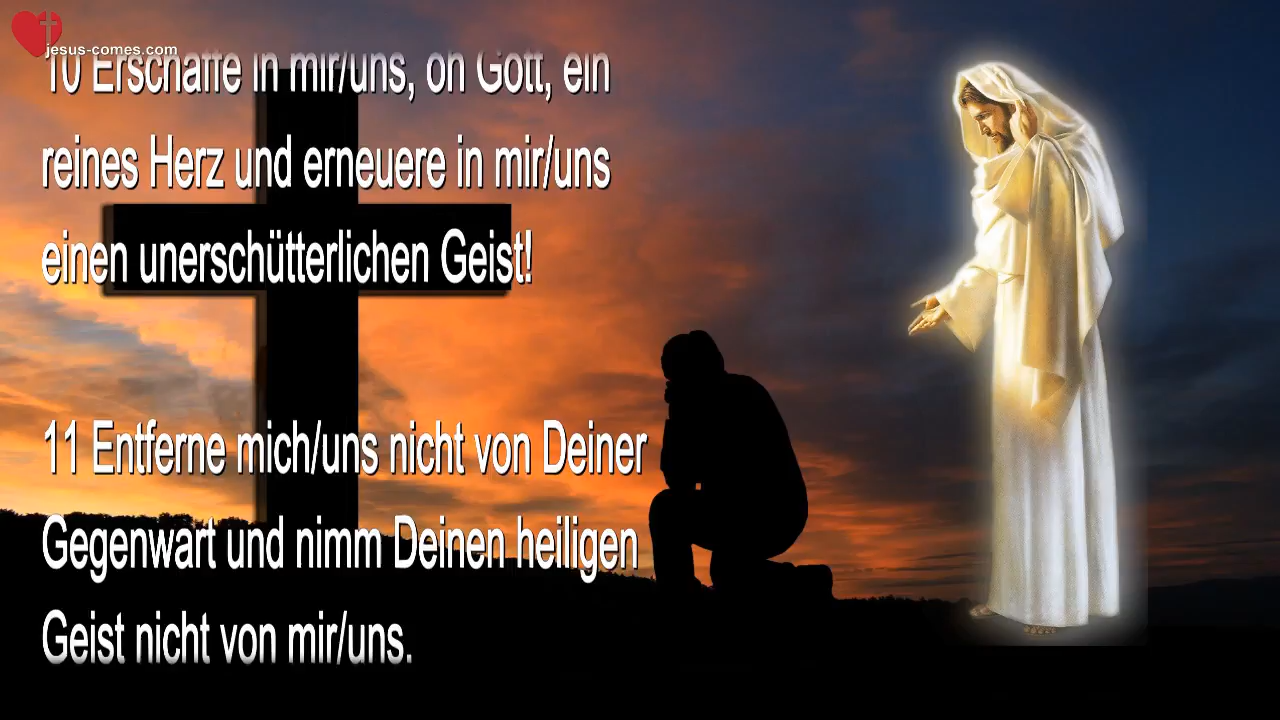 jesus-comes.com
10 Erschaffe in mir/uns, oh Gott, ein
reines Herz und erneuere in mir/uns
einen unerschütterlichen Geist!
11 Entferne mich/uns nicht von Deiner
Gegenwart und nimm Deinen heiligen
Geist nicht von mir/uns.